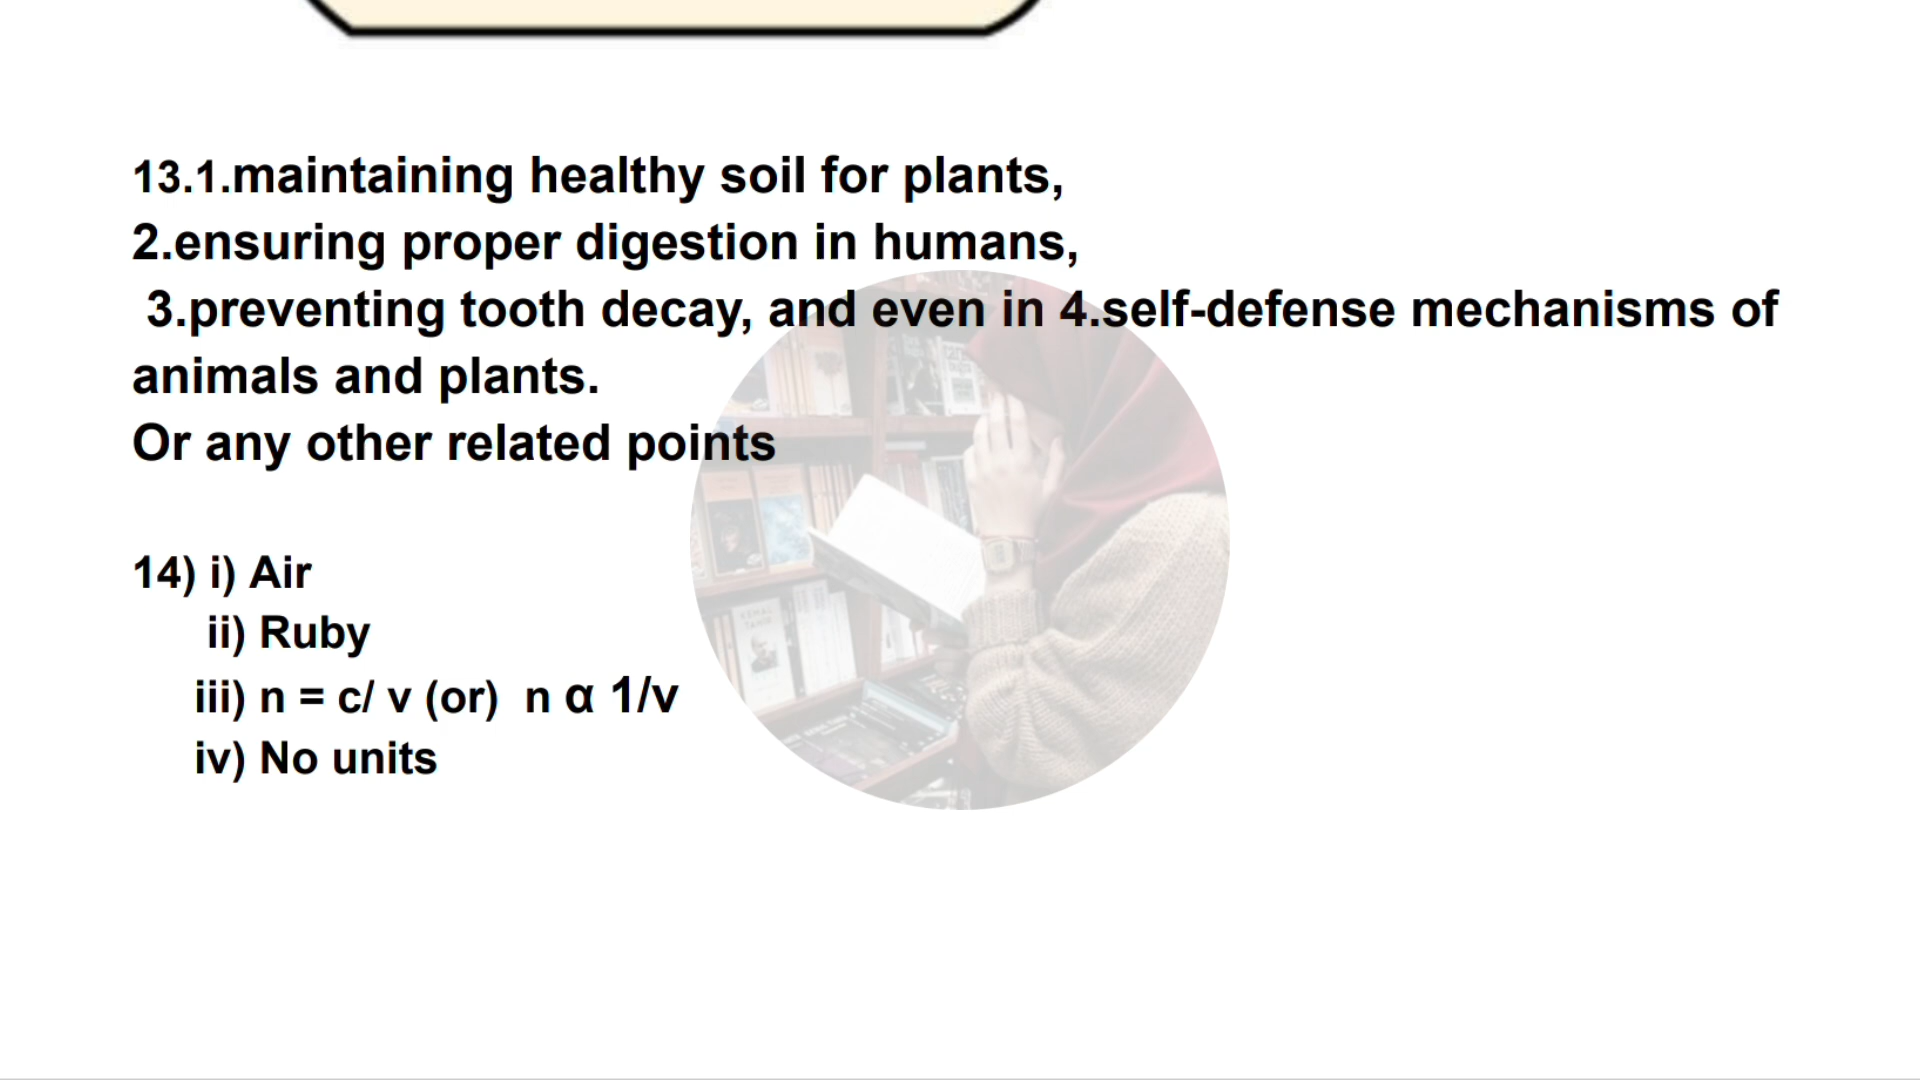 13.1.maintaining healthy soil for plants,
2.ensuring proper digestion in humans,
3.preventing tooth decay, and even in 4.self-defense mechanisms of
animals and plants.
Or any other related points
14) i) Air
ii) Ruby
iii) n = c/ v (or) n α 1/v
iv) No units